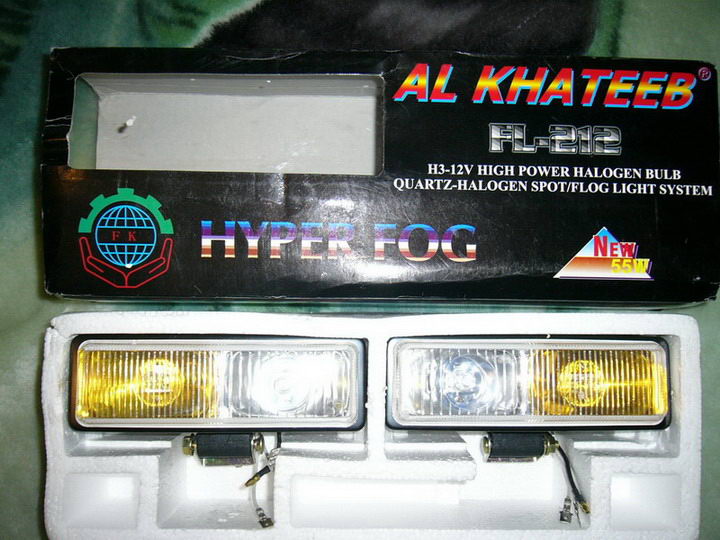 AL KHATEEB®
FL-212
H3-12V HIGH POWER HALOGEN BULB
QUARTZ-HALOGEN SPOT/FLOG LIGHT SYSTEM
F K
HYPER FOG
NEW
55W